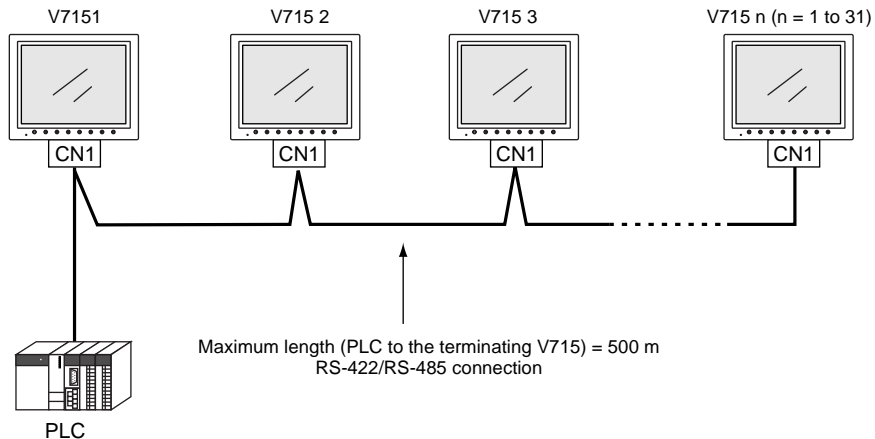 V7151
V715 2
V715 3
V715 n (n = 1 to 31)
CN1
CN1
CN1
CN1
Maximum length (PLC to the terminating V715) = 500 m
RS-422/RS-485 connection
PLC